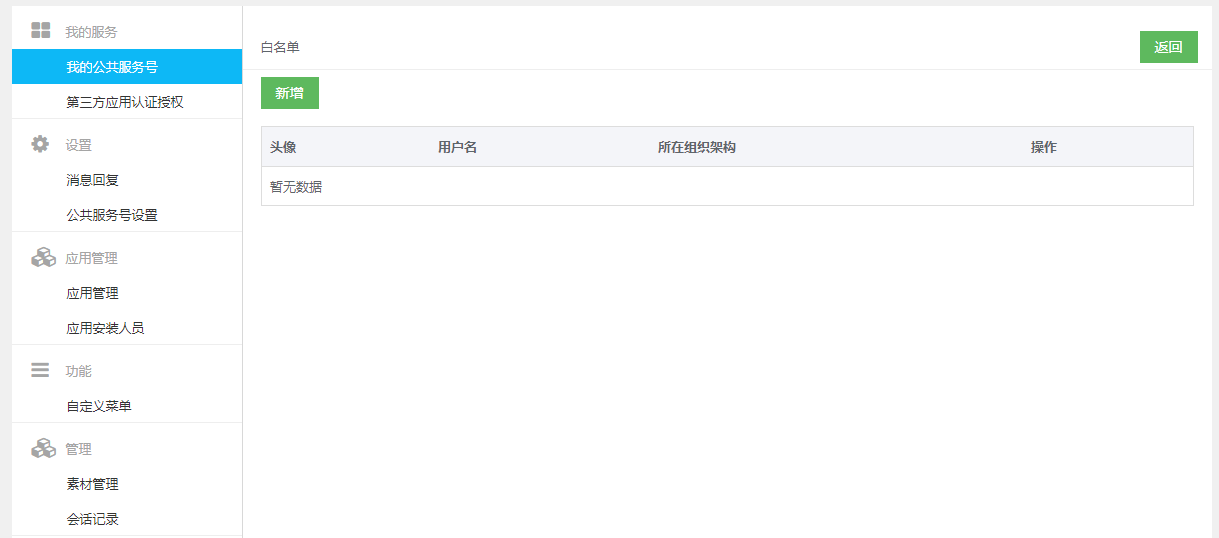 我的服务
我的公共服务号
第三方应用认证授权
设置
消息回复
公共服务号设置
应用管理
应用管理
应用安装人员
功能
自定义菜单
管理
素材管理
会话记录
白名单
返回
新增
头像 用户名 所在组织架构 操作
暂无数据